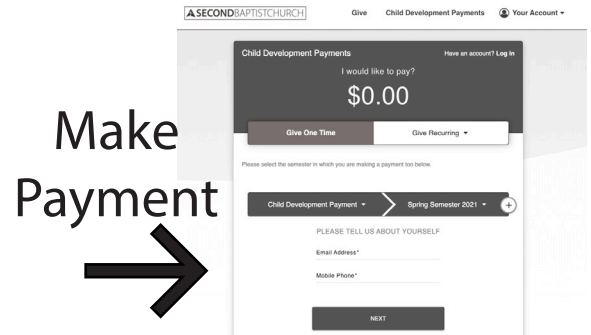 ASECONDBAPTISTCHURCH
Give Child Development Payments Your Account
Child Development Payments Have an account? Log in
I would like to pay?
$0.00
Give One Time Give Recurring
Please select the semester in which you are making a payment too below.
Child Development Payment Spring Semester 2021 +
PLEASE TELL US ABOUT YOURSELF
Email Address*
Mobile Phone*
NEXT
Make
Payment